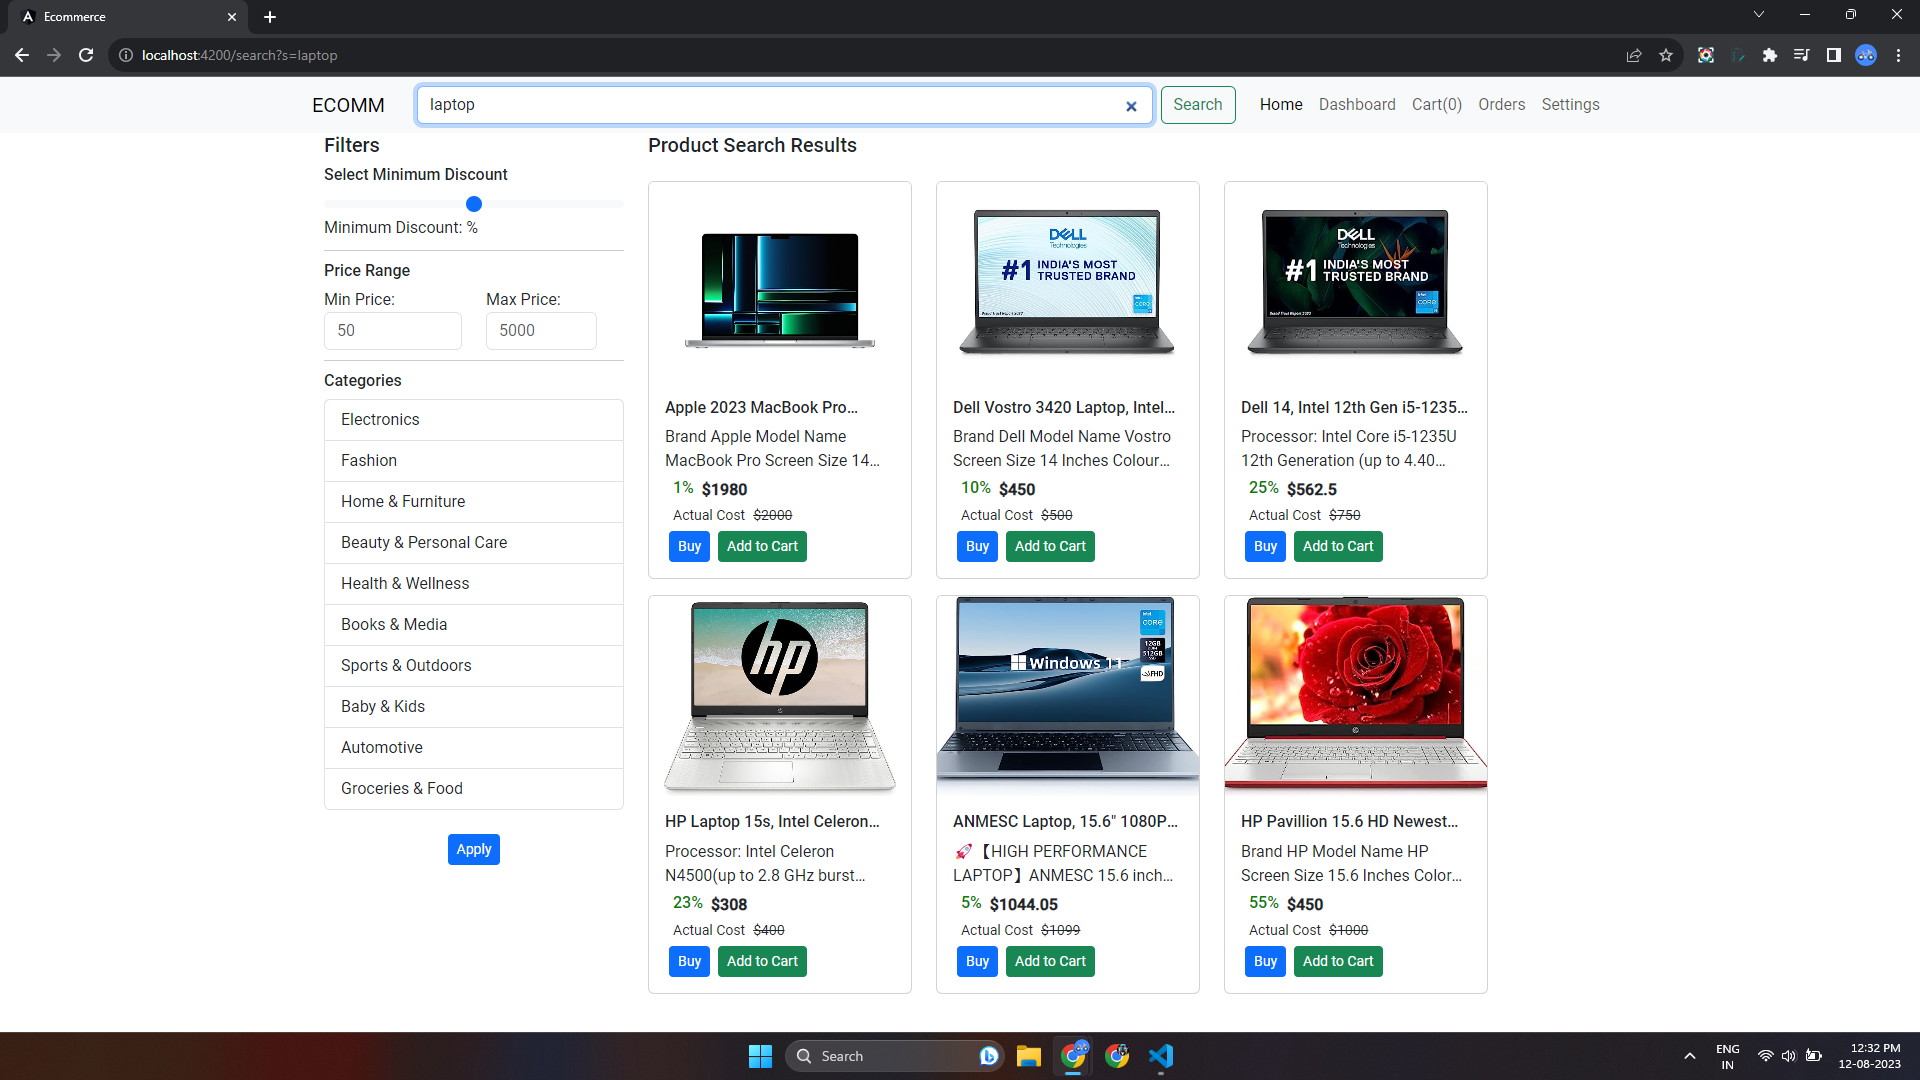 Ecommerce
localhost:4200/search?s=laptop
ECOMM
laptop
Search
Home
Dashboard
Cart(0)
Orders
Settings
Filters
Select Minimum Discount
Minimum Discount: %
Price Range
Min Price:
Max Price:
50
5000
Categories
Electronics
Fashion
Home & Furniture
Beauty & Personal Care
Health & Wellness
Books & Media
Sports & Outdoors
Baby & Kids
Automotive
Groceries & Food
Apply
Product Search Results
Apple 2023 MacBook Pro...
Brand Apple Model Name
MacBook Pro Screen Size 14...
1% $1980
Actual Cost $2000
Buy
Add to Cart
DELL
Technologies
#1 INDIA'S MOST
TRUSTED BRAND
intel
CORE
Dell Vostro 3420 Laptop, Intel...
Brand Dell Model Name Vostro
Screen Size 14 Inches Colour...
10% $450
Actual Cost $500
Buy
Add to Cart
DELL
Technologies
#1 INDIA'S MOST
TRUSTED BRAND
intel
CORE
Dell 14, Intel 12th Gen i5-1235...
Processor: Intel Core i5-1235U
12th Generation (up to 4.40...
25% $562.5
Actual Cost $750
Buy
Add to Cart
hp
HP Laptop 15s, Intel Celeron...
Processor: Intel Celeron
N4500(up to 2.8 GHz burst...
23% $308
Actual Cost $400
Buy
Add to Cart
intel
CORE
12GB
512GB
FHD
Windows 11
ANMESC Laptop, 15.6" 1080P...
🚀【HIGH PERFORMANCE
LAPTOP】ANMESC 15.6 inch...
5% $1044.05
Actual Cost $1099
Buy
Add to Cart
HP Pavillion 15.6 HD Newest...
Brand HP Model Name HP
Screen Size 15.6 Inches Color...
55% $450
Actual Cost $1000
Buy
Add to Cart
Search
ENG
IN
12:32 PM
12-08-2023